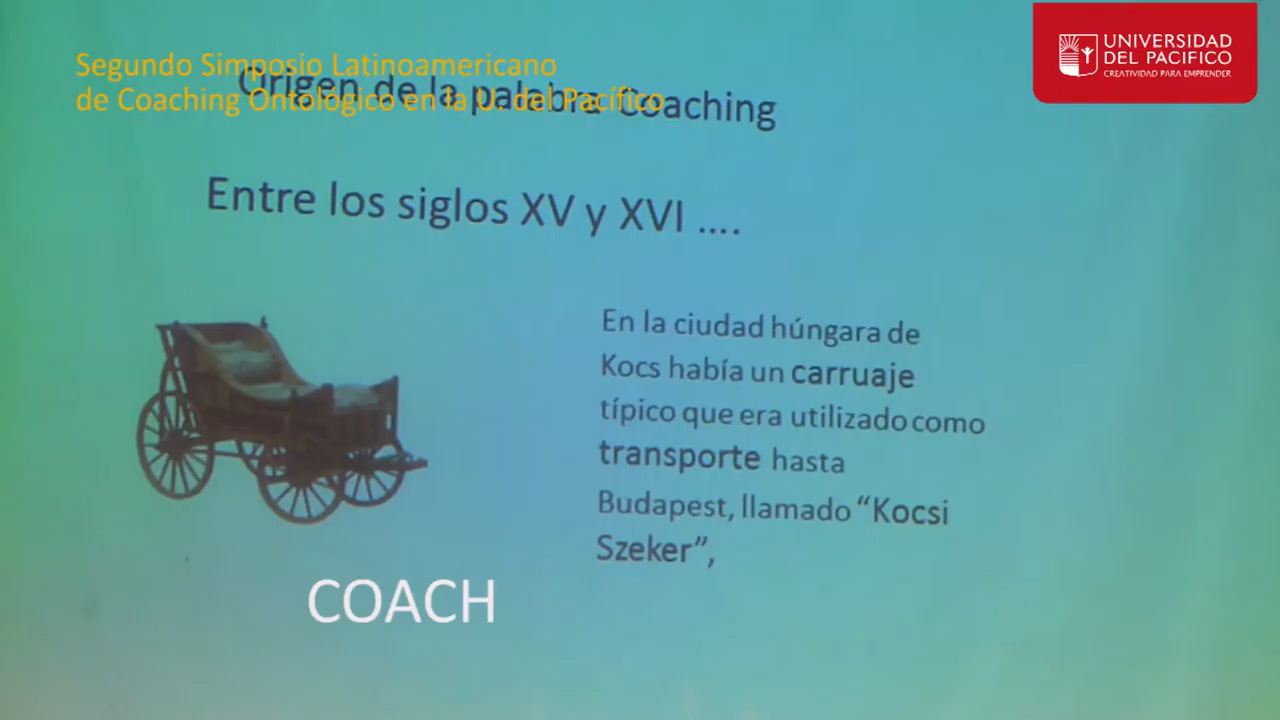 Segundo Simposio Latinoamericano
de Coaching Ontológico en la U. del Pacífico
UNIVERSIDAD
DEL PACÍFICO
CREATIVIDAD PARA EMPRENDER
Origen de la palabra Coaching
Entre los siglos XV y XVI ....
En la ciudad húngara de
Kocs había un carruaje
típico que era utilizado como
transporte hasta
Budapest, llamado “Kocsi
Szeker”,
COACH